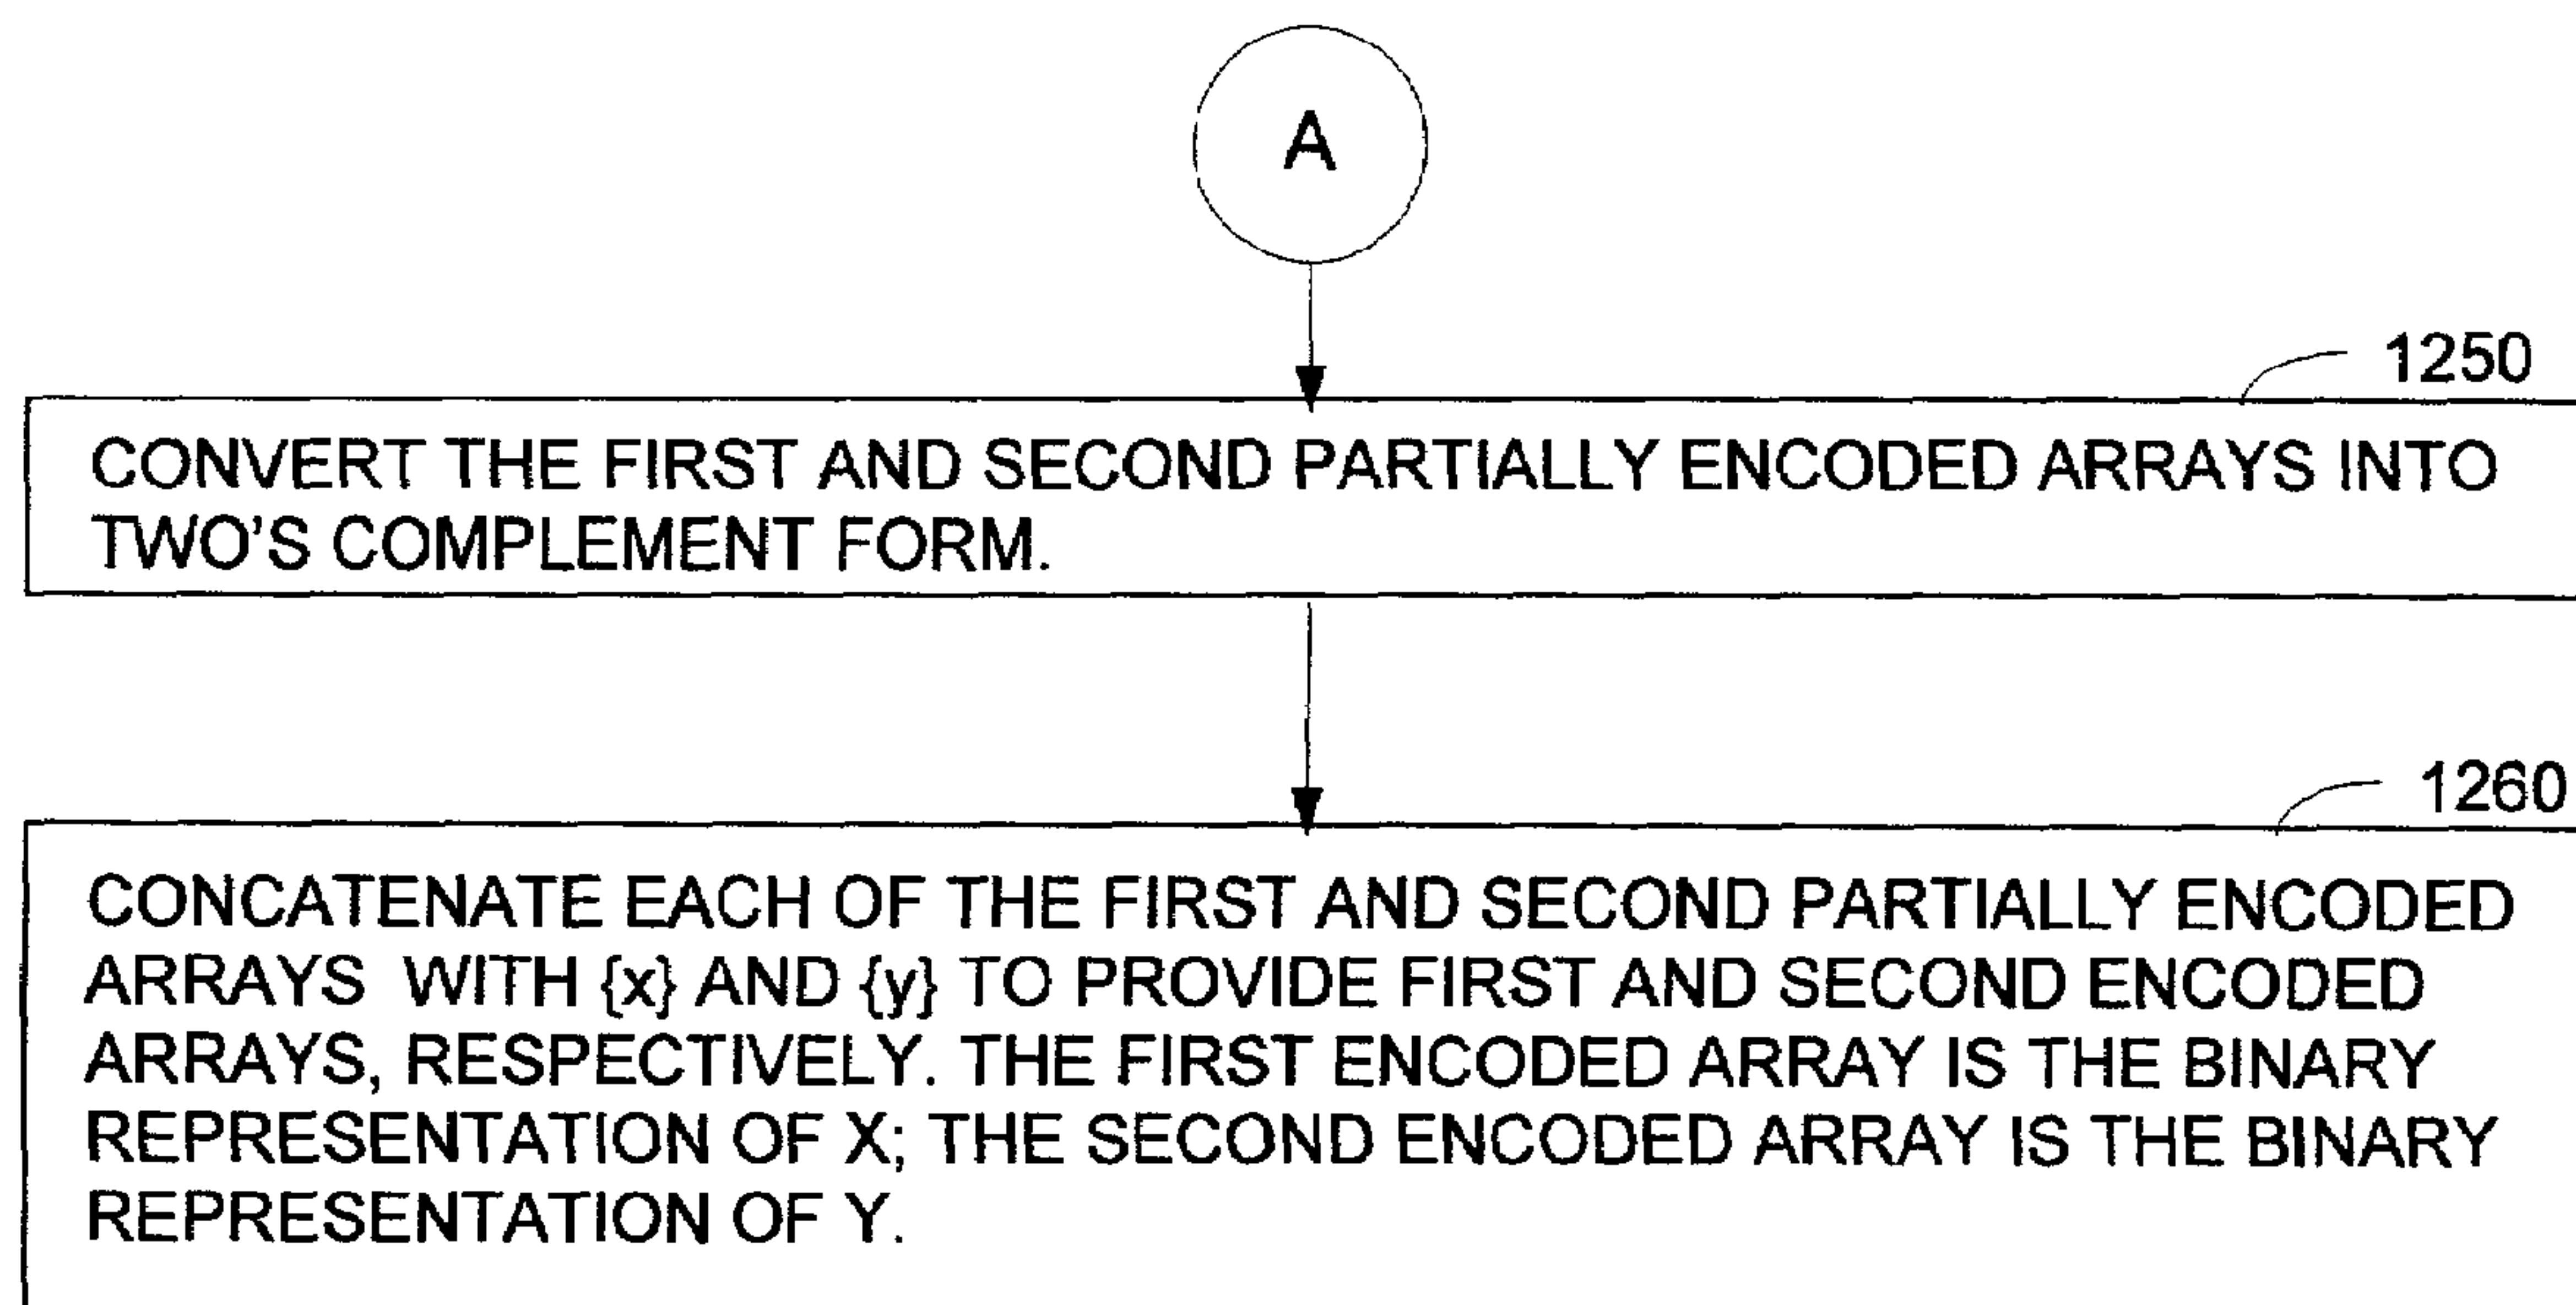 A
1250
CONVERT THE FIRST AND SECOND PARTIALLY ENCODED ARRAYS INTO
TWO'S COMPLEMENT FORM.
1260
CONCATENATE EACH OF THE FIRST AND SECOND PARTIALLY ENCODED
ARRAYS WITH {x} AND {y} TO PROVIDE FIRST AND SECOND ENCODED
ARRAYS, RESPECTIVELY. THE FIRST ENCODED ARRAY IS THE BINARY
REPRESENTATION OF X; THE SECOND ENCODED ARRAY IS THE BINARY
REPRESENTATION OF Y.